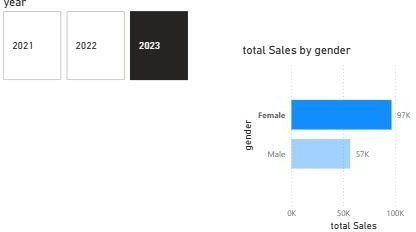 year
2021
2022
2023
total Sales by gender
gender
Female
97K
Male
57K
0K
50K
100K
total Sales